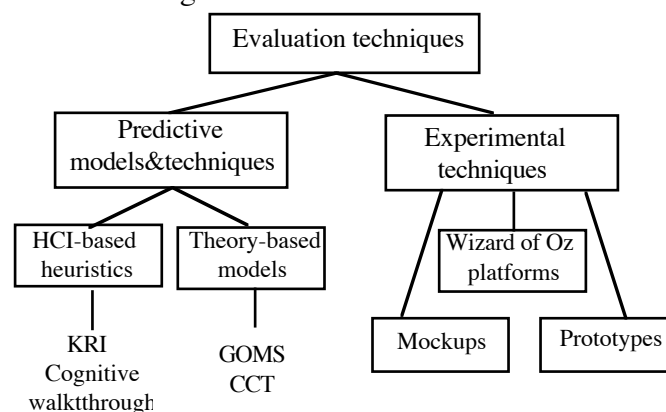 Evaluation techniques
Predictive
models&techniques
Experimental
techniques
HCI-based
heuristics
Theory-based
models
Wizard of Oz
platforms
Mockups
Prototypes
KRI
Cognitive
walktthrough
GOMS
CCT